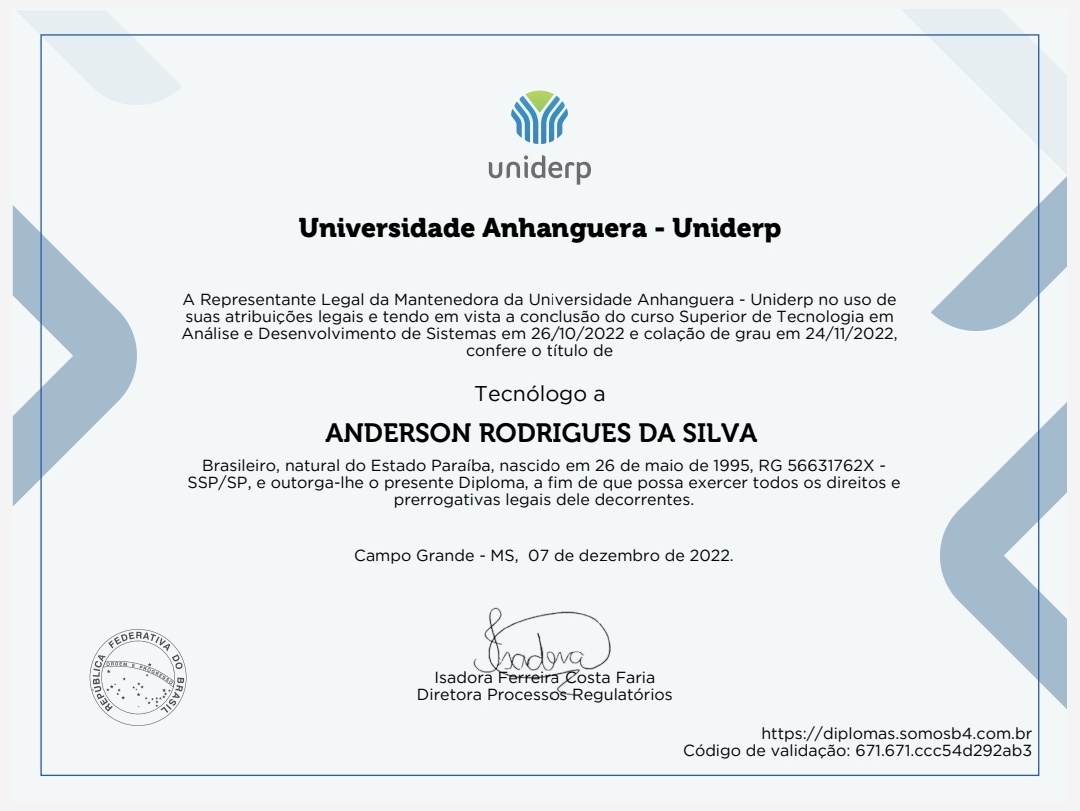 uniderp
Universidade Anhanguera - Uniderp
A Representante Legal da Mantenedora da Universidade Anhanguera - Uniderp no uso de
suas atribuições legais e tendo em vista a conclusão do curso Superior de Tecnologia em
Análise e Desenvolvimento de Sistemas em 26/10/2022 e colação de grau em 24/11/2022,
confere o título de
Tecnólogo a
ANDERSON RODRIGUES DA SILVA
Brasileiro, natural do Estado Paraíba, nascido em 26 de maio de 1995, RG 56631762X -
SSP/SP, e outorga-lhe o presente Diploma, a fim de que possa exercer todos os direitos e
prerrogativas legais dele decorrentes.
Campo Grande - MS, 07 de dezembro de 2022.
REPÚBLICA FEDERATIVA DO BRASIL
ORDEM E PROGRESSO
Isadora
Isadora Ferreira Costa Faria
Diretora Processos Regulatórios
https://diplomas.somosb4.com.br
Código de validação: 671.671.ccc54d292ab3